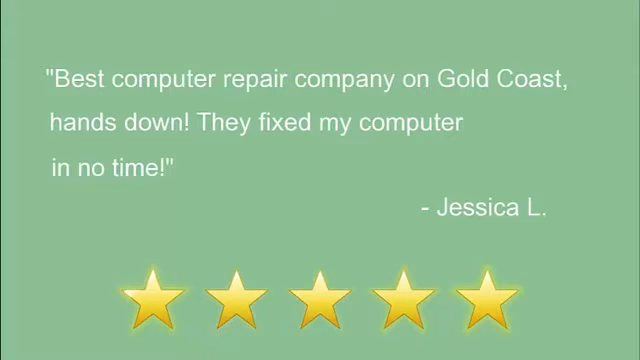 "Best computer repair company on Gold Coast,
hands down! They fixed my computer
in no time!"
- Jessica L.